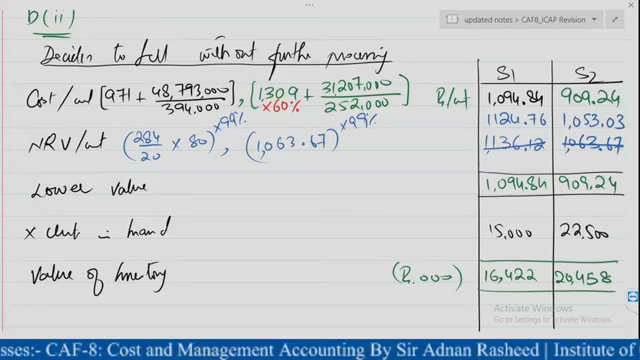 D(ii)
updated notes > CAF8_ICAP Revision
Decides to sell without further processing
S1 S2
Cost/unit [971 + 48,793,000/394,000], [1309 ×60% + 31207,000/252,000] R/unit 1,094.84 909.24
1124.76 1,053.03
NRV/unit (284/20 × 80)×99%, (1,063.67)×99% 1136.12 1,063.67
Lower value 1,094.84 909.24
× Unit in hand 15,000 22,500
Value of Inventory (R.000) 16,422 20,458
Activate Windows
Go to Settings to activate Windows.
sses:- CAF-8: Cost and Management Accounting By Sir Adnan Rasheed | Institute of